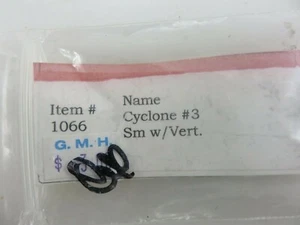 Item # Name
1066 Cyclone #3
G. M. H. Sm w/Vert.
$